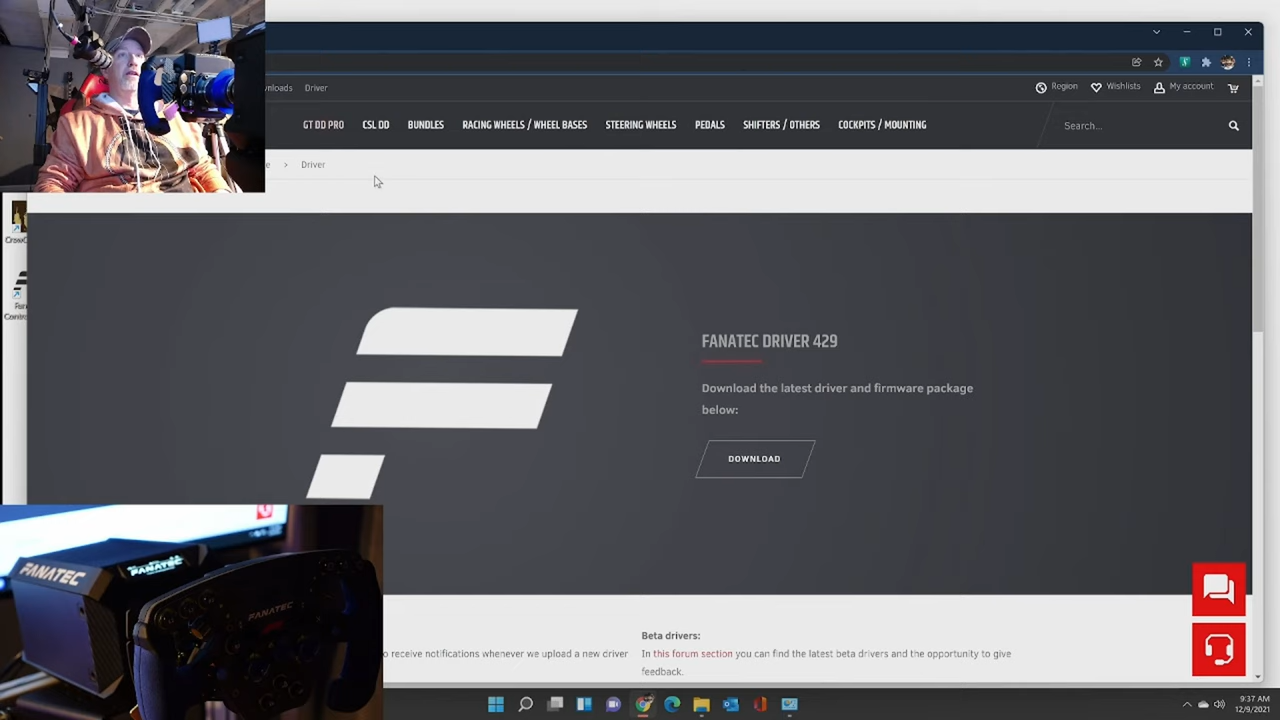 nloads
Driver
Region
Wishlists
My account
GT DD PRO
CSL DD
BUNDLES
RACING WHEELS / WHEEL BASES
STEERING WHEELS
PEDALS
SHIFTERS / OTHERS
COCKPITS / MOUNTING
Search...
e > Driver
FANATEC DRIVER 429
Download the latest driver and firmware package
below:
DOWNLOAD
FANATEC
FANATEC
FANATEC
Beta drivers:
o receive notifications whenever we upload a new driver
In this forum section you can find the latest beta drivers and the opportunity to give
feedback.
9:37 AM
12/9/2021